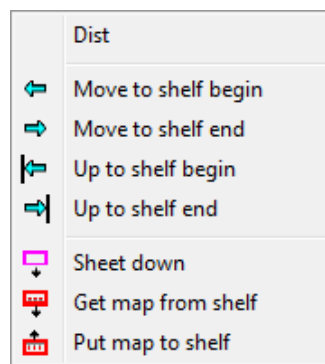 Dist
Move to shelf begin
Move to shelf end
Up to shelf begin
Up to shelf end
Sheet down
Get map from shelf
Put map to shelf